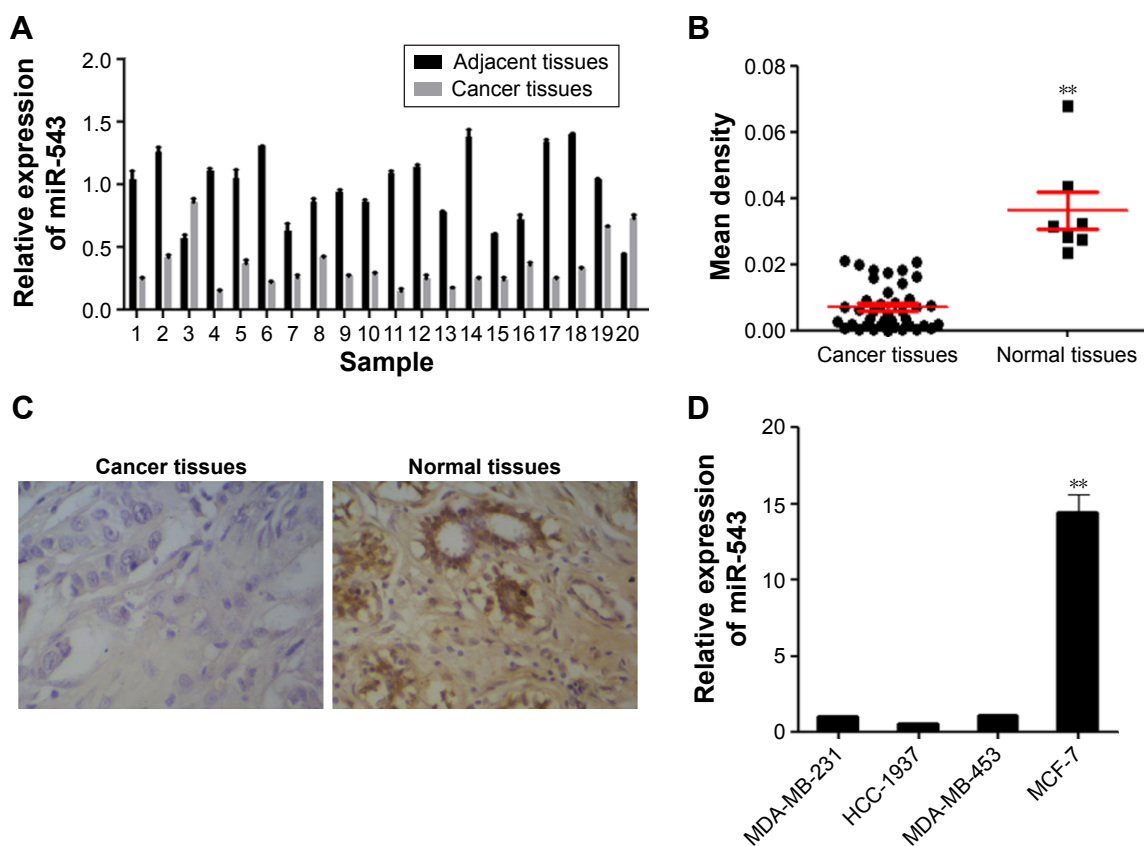 A
Relative expression
of miR-543
2.0
1.5
1.0
0.5
0.0
Adjacent tissues
Cancer tissues
1 2 3 4 5 6 7 8 9 10 11 12 13 14 15 16 17 18 19 20
Sample
B
Mean density
0.08
0.06
0.04
0.02
0.00
**
Cancer tissues Normal tissues
C
Cancer tissues Normal tissues
D
Relative expression
of miR-543
20
15
10
5
0
**
MDA-MB-231
HCC-1937
MDA-MB-453
MCF-7